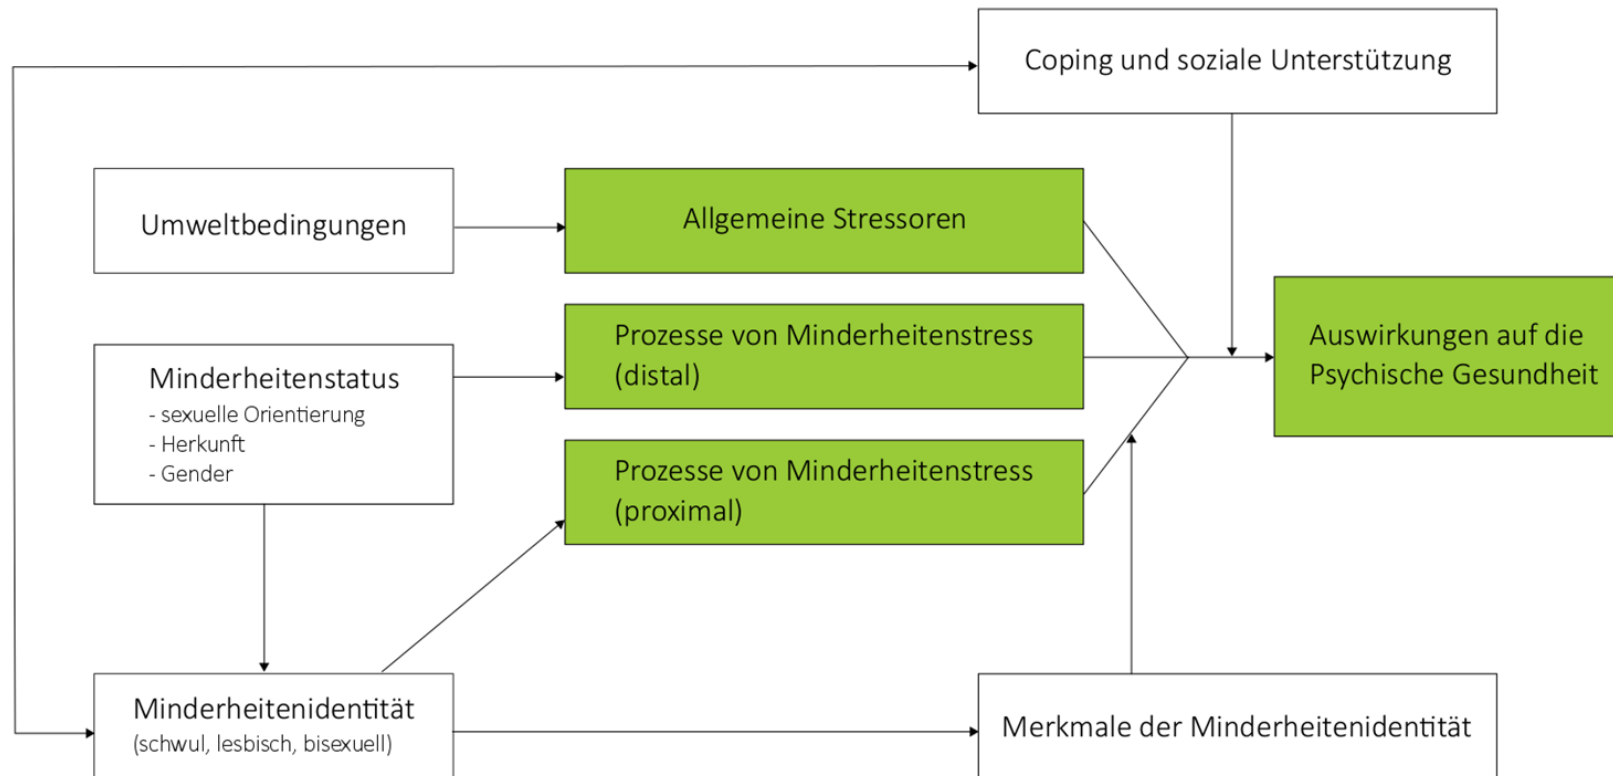 Coping und soziale Unterstützung
Umweltbedingungen
Allgemeine Stressoren
Prozesse von Minderheitenstress
(distal)
Auswirkungen auf die
Psychische Gesundheit
Minderheitenstatus
- sexuelle Orientierung
- Herkunft
- Gender
Prozesse von Minderheitenstress
(proximal)
Minderheitenidentität
(schwul, lesbisch, bisexuell)
Merkmale der Minderheitenidentität